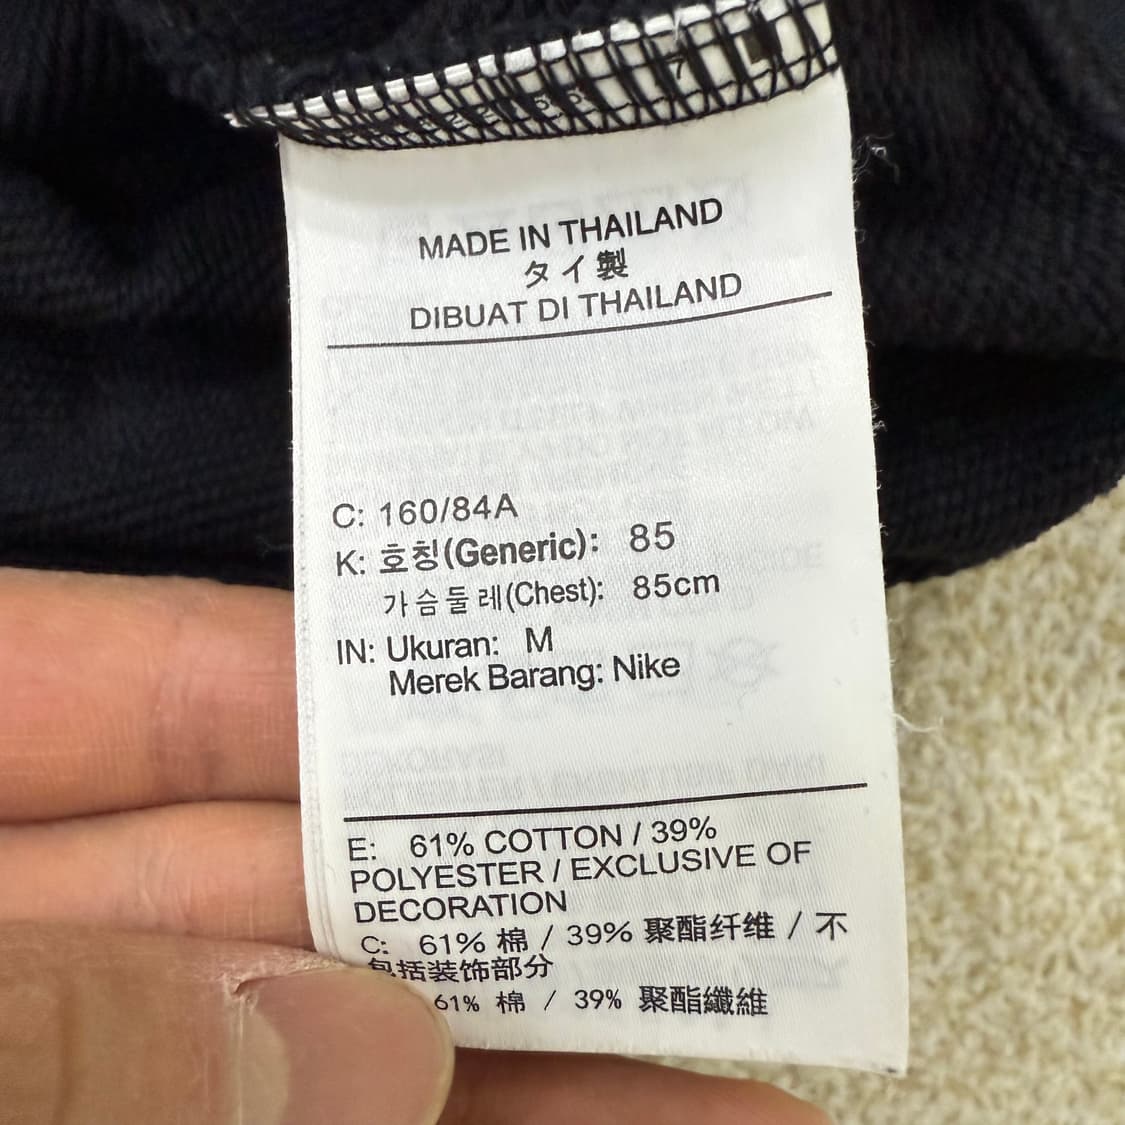 MADE IN THAILAND
タイ製
DIBUAT DI THAILAND
C: 160/84A
K: 호칭(Generic): 85
가슴둘레(Chest): 85cm
IN: Ukuran: M
Merek Barang: Nike
E: 61% COTTON / 39%
POLYESTER / EXCLUSIVE OF
DECORATION
C: 61% 棉 / 39% 聚酯纤维 / 不
包括装饰部分
61% 棉 / 39% 聚酯纖維